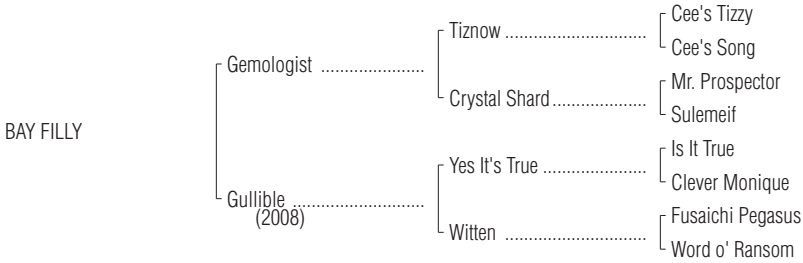 Cee's Tizzy
Tiznow ..............................
Cee's Song
Gemologist ......................
Mr. Prospector
Crystal Shard....................
Sulemeif
BAY FILLY
Is It True
Yes It's True ......................
Clever Monique
Gullible ............................
(2008)
Fusaichi Pegasus
Witten ..............................
Word o' Ransom